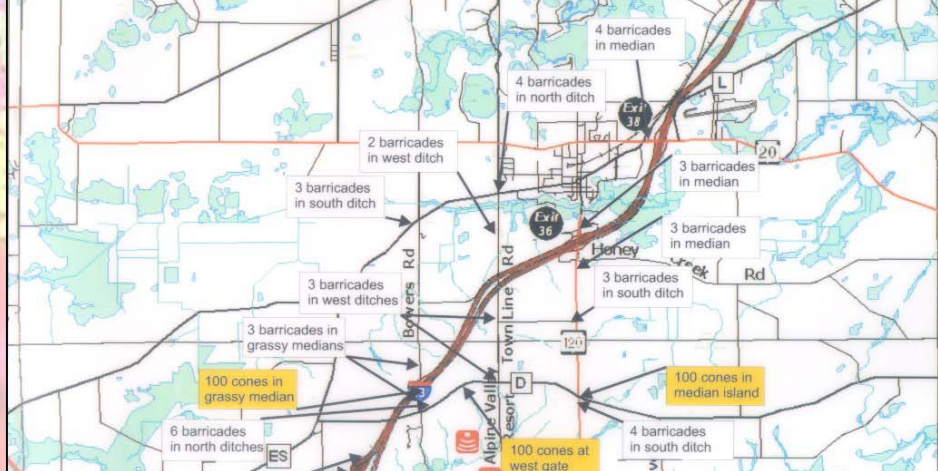 4 barricades
in median
L
4 barricades
in north ditch
Exit
38
2 barricades
in west ditch
20
3 barricades
in median
3 barricades
in south ditch
Exit
36
3 barricades
in median
Honey
Creek
Rd
Bowers Rd
Town Line Rd
3 barricades
in west ditches
3 barricades
in south ditch
3 barricades in
grassy medians
120
100 cones in
grassy median
D
100 cones in
median island
Alpine Valley
Resort
6 barricades
in north ditches
ES
4 barricades
in south ditch
100 cones at
west gate